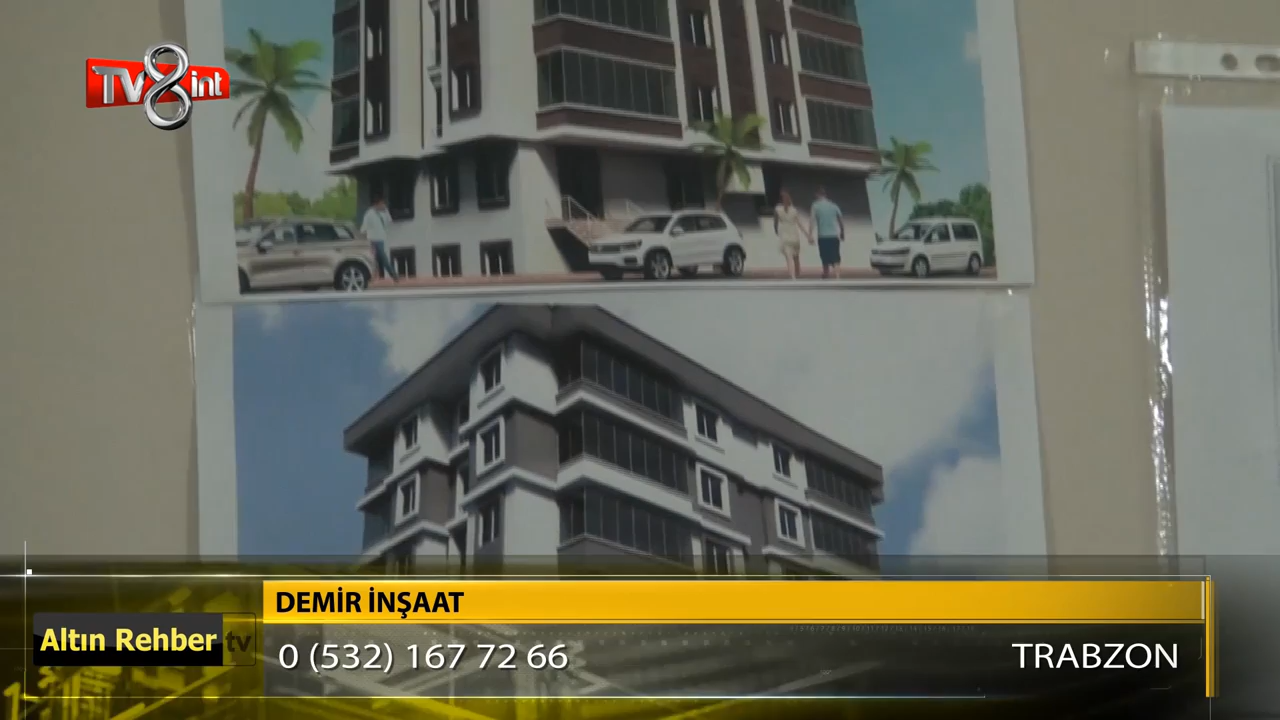 TV8int
DEMİR İNŞAAT
Altın Rehber tv
0 (532) 167 72 66
TRABZON